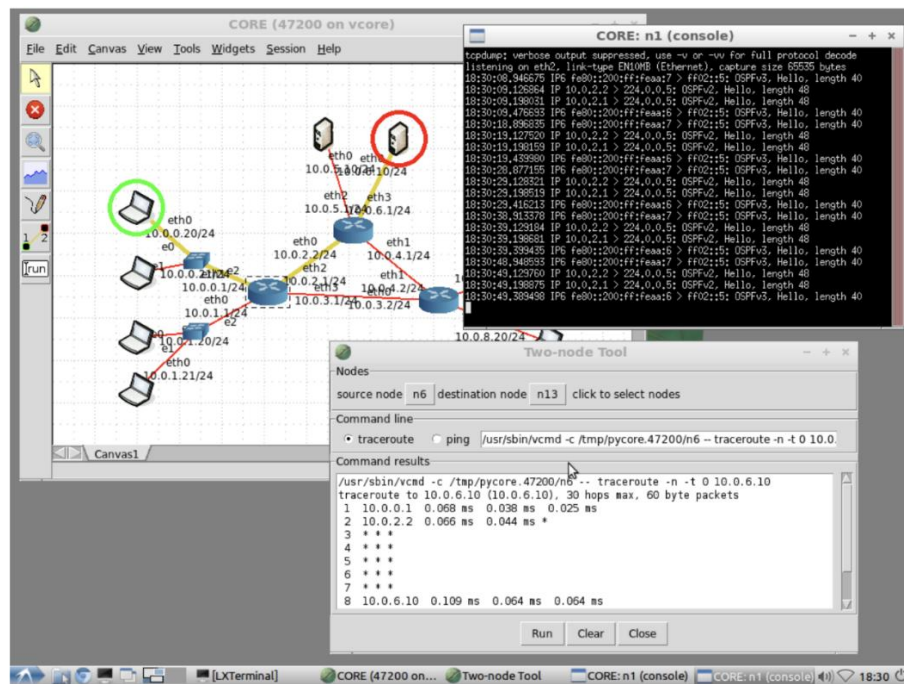 CORE (47200 on vcore)
File Edit Canvas View Tools Widgets Session Help
1 2
run
eth0
10.0.0.20/24
e0
e1
10.0.0.1/24
eth0
10.0.1.1/24
e2
10.0.1.20/24
e1
eth0
10.0.1.21/24
eth0
eth2
eth3
10.0.5.1/24
10.0.6.1/24
eth0
10.0.2.2/24
eth1
10.0.4.1/24
eth2
10.0.2.1/24
eth3
10.0.3.1/24
eth1
10.0.4.2/24
eth0
10.0.3.2/24
10.0.8.20/24
Canvas1
CORE: n1 (console)
tcpdump: verbose output suppressed, use -v or -vv for full protocol decode
listening on eth2, link-type EN10MB (Ethernet), capture size 65535 bytes
18:30:08.946675 IP6 fe80::200:ff:feaa:7 > ff02::5: OSPFv3, Hello, length 40
18:30:09.126864 IP 10.0.2.2 > 224.0.0.5: OSPFv2, Hello, length 48
18:30:09.198031 IP 10.0.2.1 > 224.0.0.5: OSPFv2, Hello, length 48
18:30:09.476693 IP6 fe80::200:ff:feaa:6 > ff02::5: OSPFv3, Hello, length 40
18:30:18.896835 IP6 fe80::200:ff:feaa:7 > ff02::5: OSPFv3, Hello, length 40
18:30:19.127520 IP 10.0.2.2 > 224.0.0.5: OSPFv2, Hello, length 48
18:30:19.198159 IP 10.0.2.1 > 224.0.0.5: OSPFv2, Hello, length 48
18:30:19.439980 IP6 fe80::200:ff:feaa:6 > ff02::5: OSPFv3, Hello, length 40
18:30:28.877155 IP6 fe80::200:ff:feaa:7 > ff02::5: OSPFv3, Hello, length 40
18:30:29.128321 IP 10.0.2.2 > 224.0.0.5: OSPFv2, Hello, length 48
18:30:29.198519 IP 10.0.2.1 > 224.0.0.5: OSPFv2, Hello, length 48
18:30:29.416213 IP6 fe80::200:ff:feaa:6 > ff02::5: OSPFv3, Hello, length 40
18:30:38.913378 IP6 fe80::200:ff:feaa:7 > ff02::5: OSPFv3, Hello, length 40
18:30:39.129184 IP 10.0.2.2 > 224.0.0.5: OSPFv2, Hello, length 48
18:30:39.198681 IP 10.0.2.1 > 224.0.0.5: OSPFv2, Hello, length 48
18:30:39.399435 IP6 fe80::200:ff:feaa:6 > ff02::5: OSPFv3, Hello, length 40
18:30:48.948593 IP6 fe80::200:ff:feaa:7 > ff02::5: OSPFv3, Hello, length 40
18:30:49.129760 IP 10.0.2.2 > 224.0.0.5: OSPFv2, Hello, length 48
18:30:49.198875 IP 10.0.2.1 > 224.0.0.5: OSPFv2, Hello, length 48
18:30:49.389498 IP6 fe80::200:ff:feaa:6 > ff02::5: OSPFv3, Hello, length 40
Two-node Tool
Nodes
source node n6 destination node n13 click to select nodes
Command line
traceroute ping /usr/sbin/vcmd -c /tmp/pycore.47200/n6 -- traceroute -n -t 0 10.0.
Command results
/usr/sbin/vcmd -c /tmp/pycore.47200/n6 -- traceroute -n -t 0 10.0.6.10
traceroute to 10.0.6.10 (10.0.6.10), 30 hops max, 60 byte packets
1 10.0.0.1 0.068 ms 0.038 ms 0.025 ms
2 10.0.2.2 0.066 ms 0.044 ms *
3 * * *
4 * * *
5 * * *
6 * * *
7 * * *
8 10.0.6.10 0.109 ms 0.064 ms 0.064 ms
Run Clear Close
[LXTerminal] CORE (47200 on... Two-node Tool CORE: n1 (console) CORE: n1 (console) 18:30